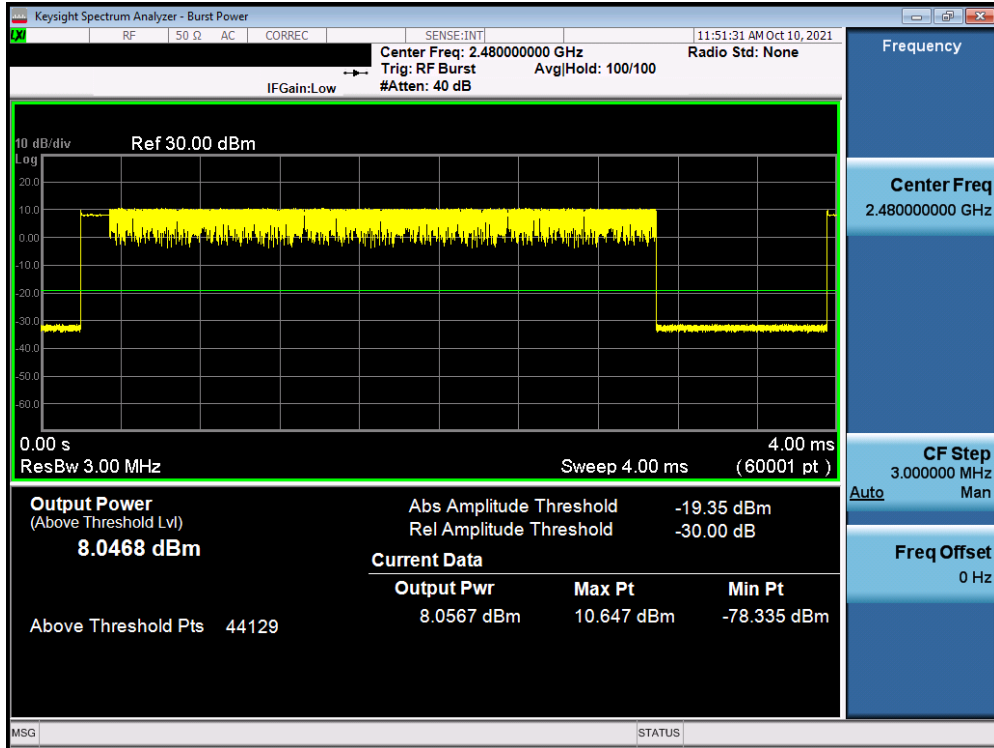 Keysight Spectrum Analyzer - Burst Power
LXI RF 50 Ω AC CORREC SENSE:INT 11:51:31 AM Oct 10, 2021
Center Freq: 2.480000000 GHz Radio Std: None
Trig: RF Burst Avg|Hold: 100/100
IFGain:Low #Atten: 40 dB
10 dB/div Ref 30.00 dBm
Log
20.0
10.0
0.00
-10.0
-20.0
-30.0
-40.0
-50.0
-60.0
0.00 s 4.00 ms
ResBw 3.00 MHz Sweep 4.00 ms (60001 pt)
Output Power
(Above Threshold Lvl)
8.0468 dBm
Above Threshold Pts 44129
Abs Amplitude Threshold -19.35 dBm
Rel Amplitude Threshold -30.00 dB
Current Data
Output Pwr Max Pt Min Pt
8.0567 dBm 10.647 dBm -78.335 dBm
Frequency
Center Freq
2.480000000 GHz
CF Step
3.000000 MHz
Auto Man
Freq Offset
0 Hz
MSG STATUS